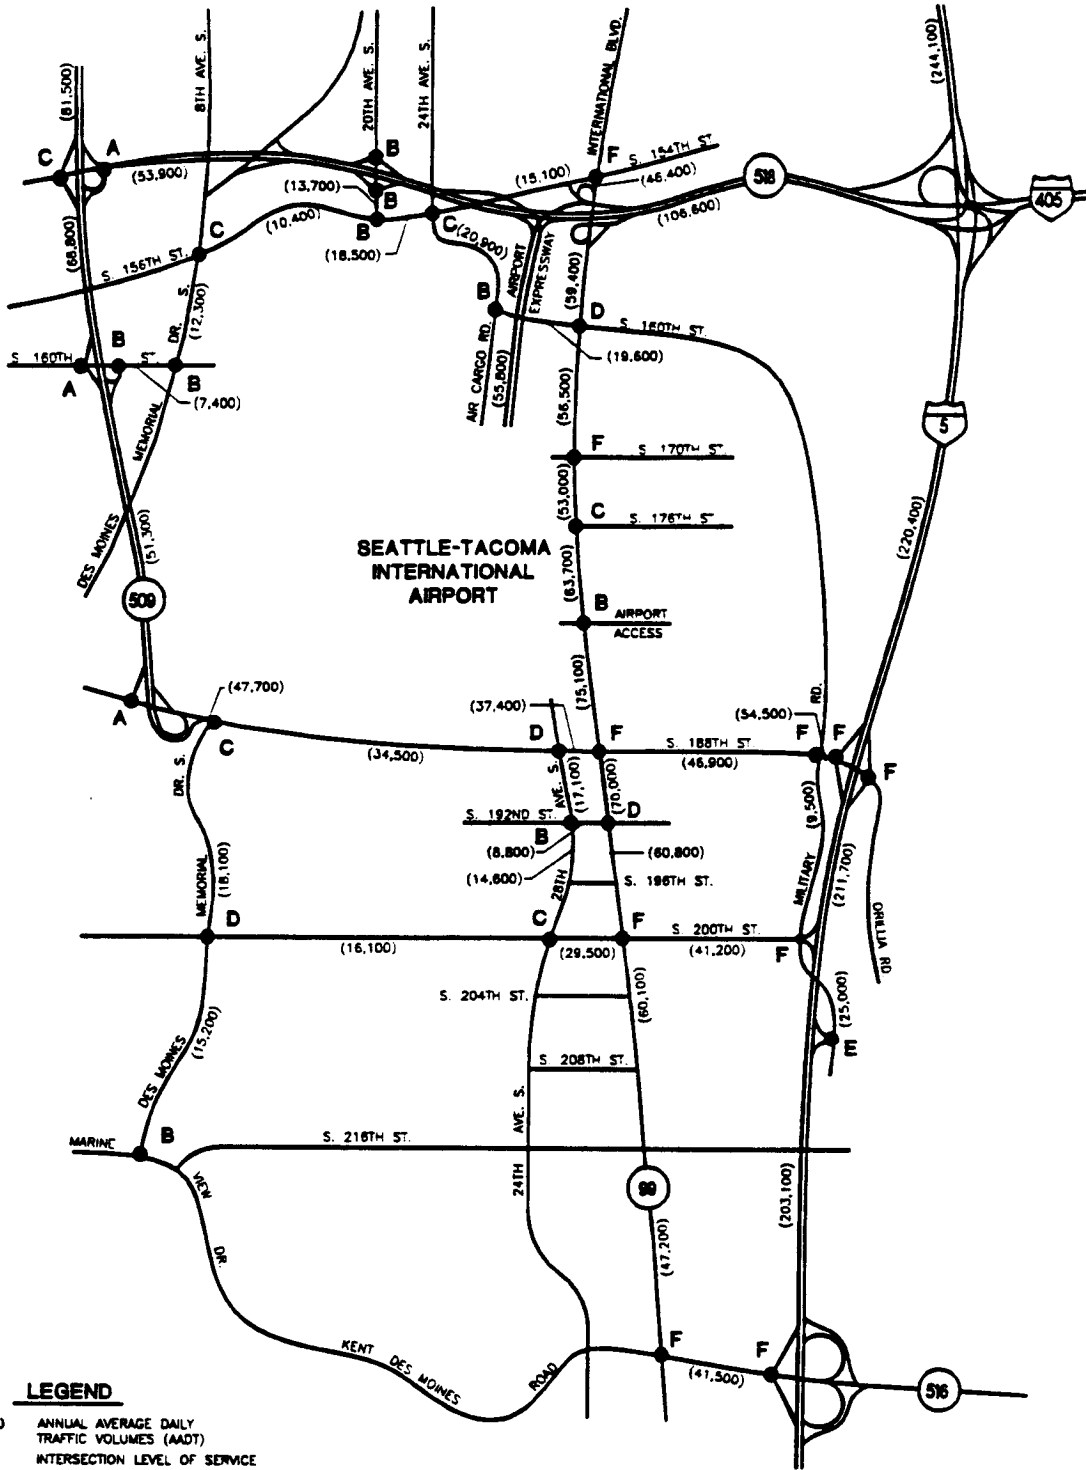 (244,100)
INTERNATIONAL BLVD.
8TH AVE. S.
20TH AVE. S.
24TH AVE. S.
(81,500)
C
A
(53,900)
B
(13,700)
B
(15,100)
F
S. 154TH ST
(46,400)
518
405
(106,600)
(10,400)
B
(18,500)
C
(20,900)
(68,800)
C
S. 156TH ST.
AIRPORT
EXPRESSWAY
(59,400)
DR. S.
(12,300)
B
D
S. 160TH ST.
(19,600)
AIR CARGO RD.
(55,800)
S. 160TH ST.
A
B
B
(7,400)
(56,500)
5
DES MOINES MEMORIAL
F
S. 170TH ST.
(53,000)
C
S. 176TH ST
(51,300)
(220,400)
SEATTLE-TACOMA
INTERNATIONAL
AIRPORT
509
(63,700)
B
AIRPORT
ACCESS
(75,100)
(47,700)
A
C
(37,400)
RD.
(54,500)
D
F
F
F
F
(34,500)
S. 188TH ST.
(46,900)
AVE. S.
(17,100)
(70,000)
DR. S.
S. 192ND ST.
B
D
(9,500)
(8,800)
(60,800)
(211,700)
(14,600)
28TH
S. 196TH ST.
MILITARY
MEMORIAL
(18,100)
ORILLIA RD
D
(16,100)
C
(29,500)
F
S. 200TH ST.
(41,200)
F
S. 204TH ST.
(60,100)
(25,000)
E
(15,200)
DES MOINES
S. 208TH ST.
24TH AVE. S.
MARINE
B
S. 216TH ST.
VIEW
DR.
99
(203,100)
(47,200)
KENT DES MOINES ROAD
F
(41,500)
F
516
LEGEND
) ANNUAL AVERAGE DAILY
TRAFFIC VOLUMES (AADT)
INTERSECTION LEVEL OF SERVICE